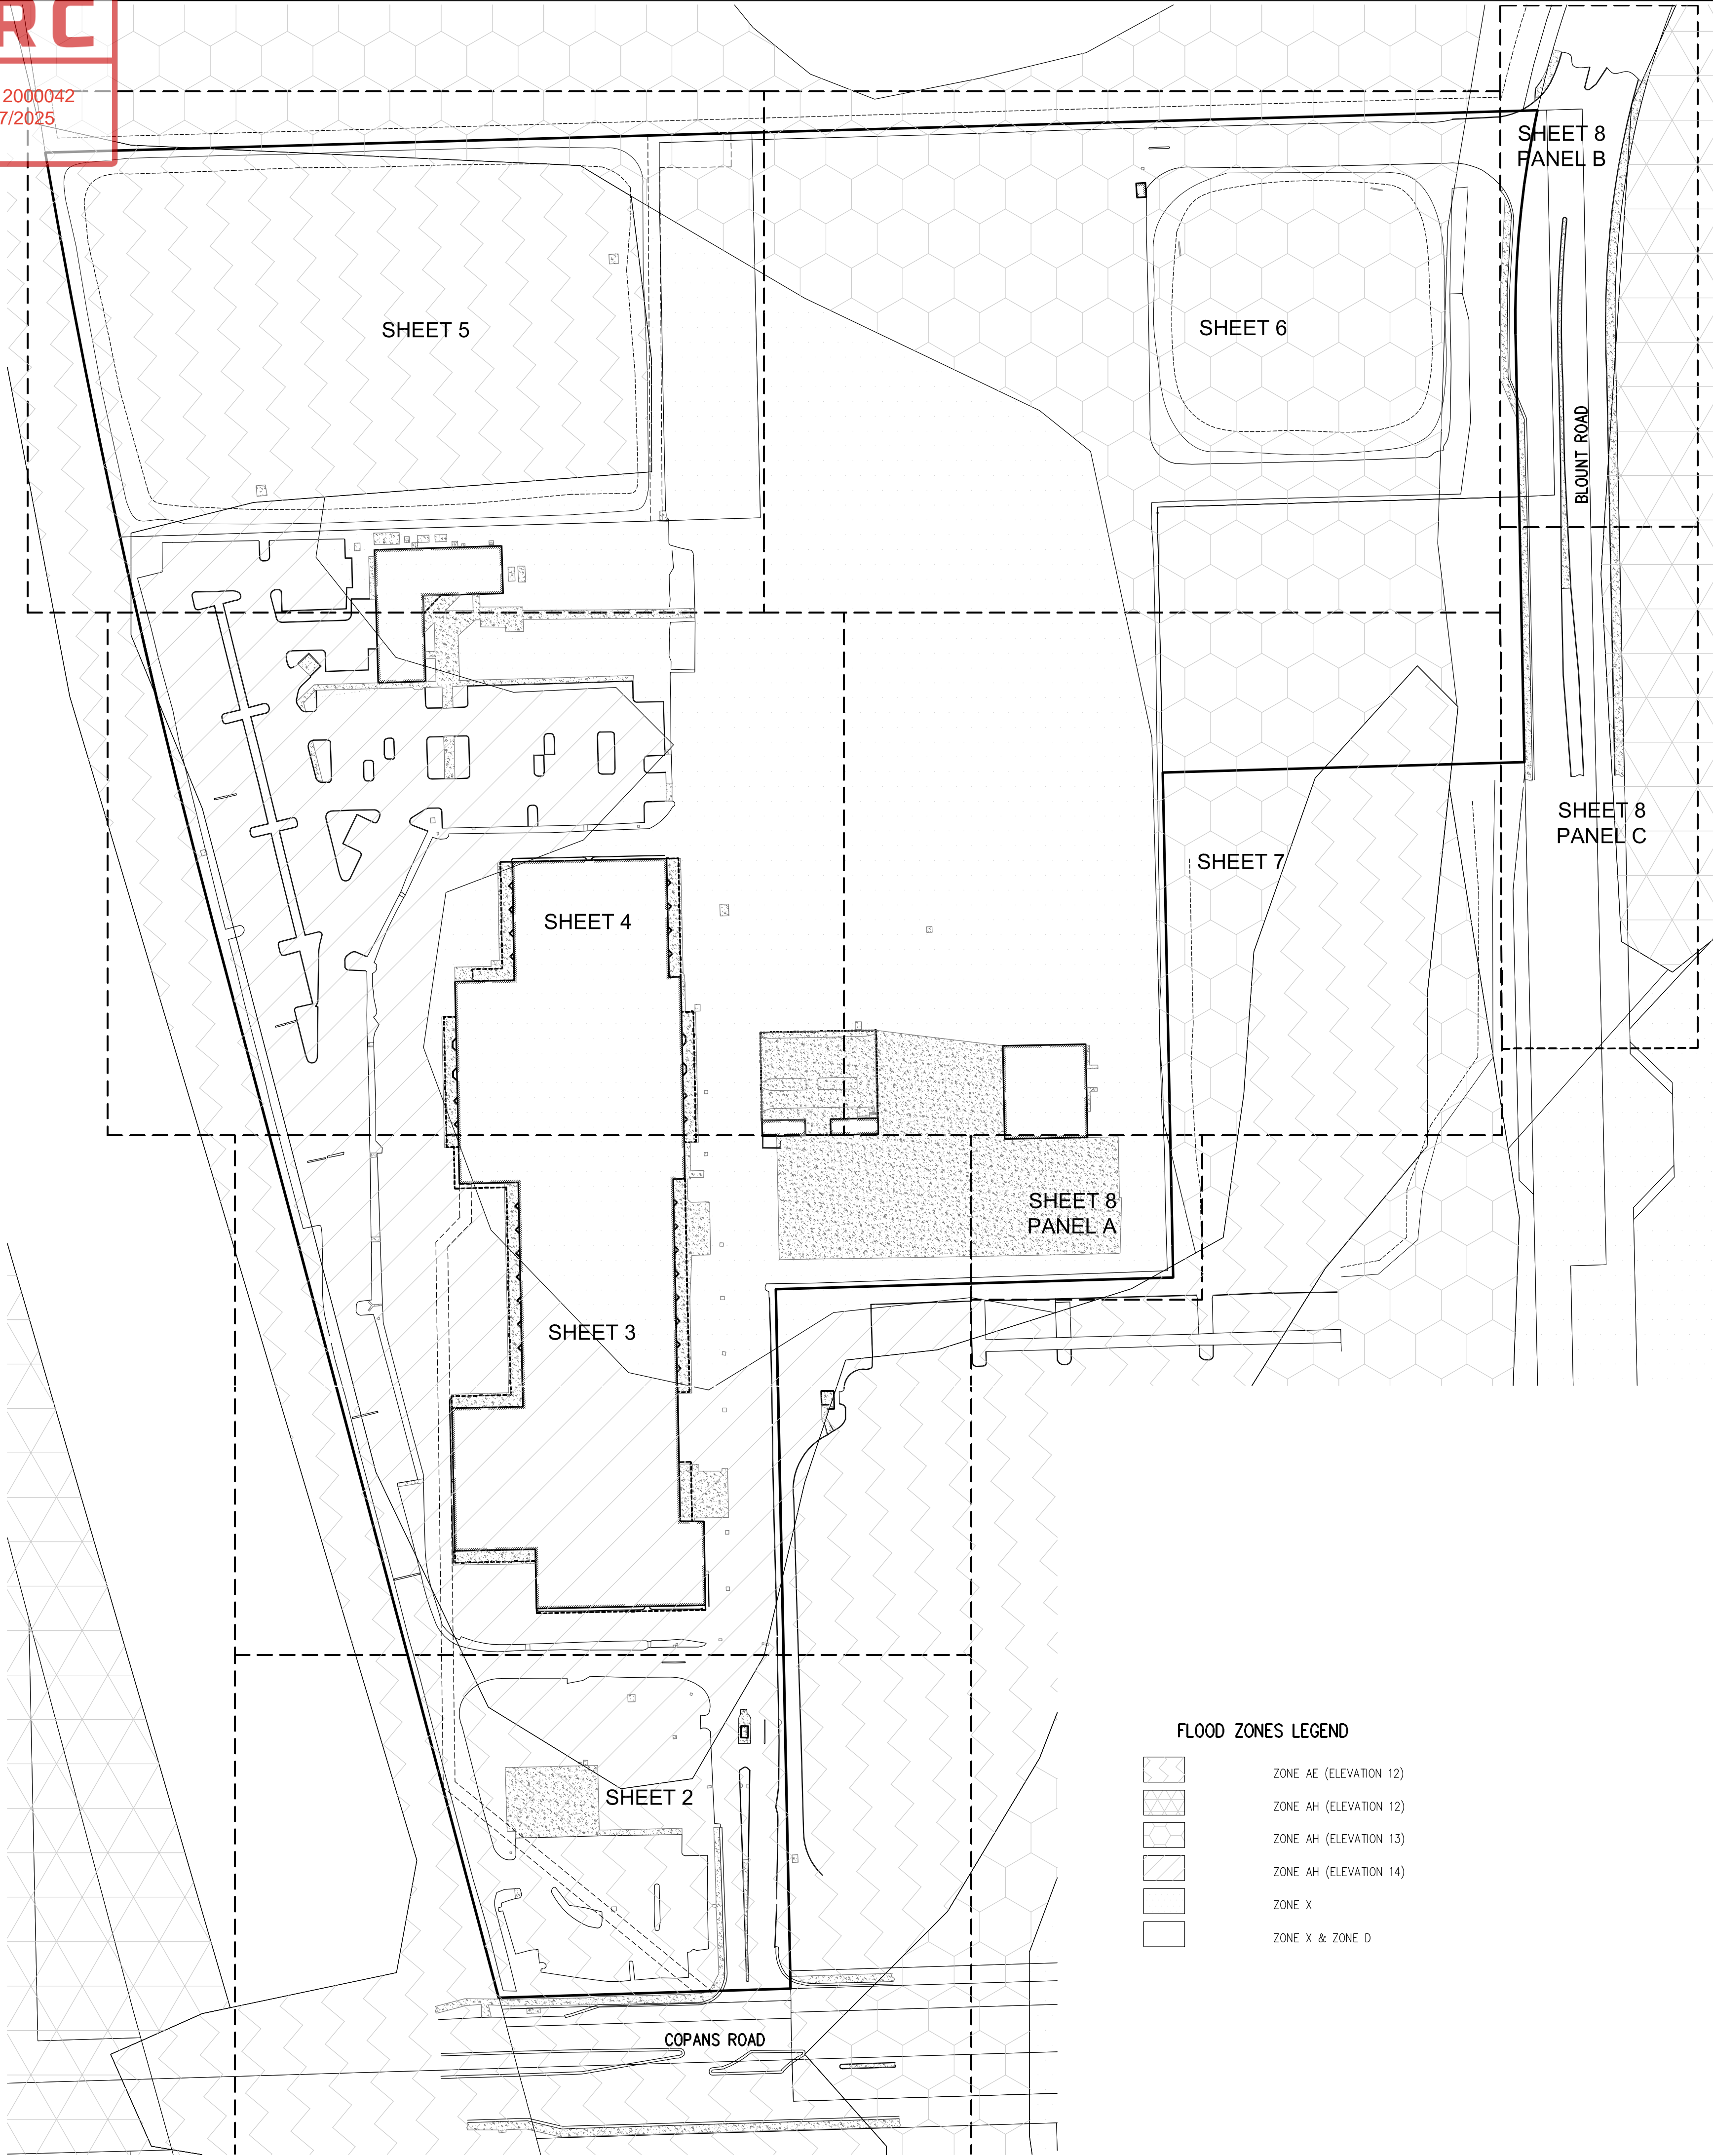 RC
2000042
7/2025
SHEET 8
PANEL B
SHEET 5
SHEET 6
BLOUNT ROAD
SHEET 8
PANEL C
SHEET 7
SHEET 4
SHEET 8
PANEL A
SHEET 3
FLOOD ZONES LEGEND
ZONE AE (ELEVATION 12)
ZONE AH (ELEVATION 12)
ZONE AH (ELEVATION 13)
ZONE AH (ELEVATION 14)
ZONE X
ZONE X & ZONE D
SHEET 2
COPANS ROAD